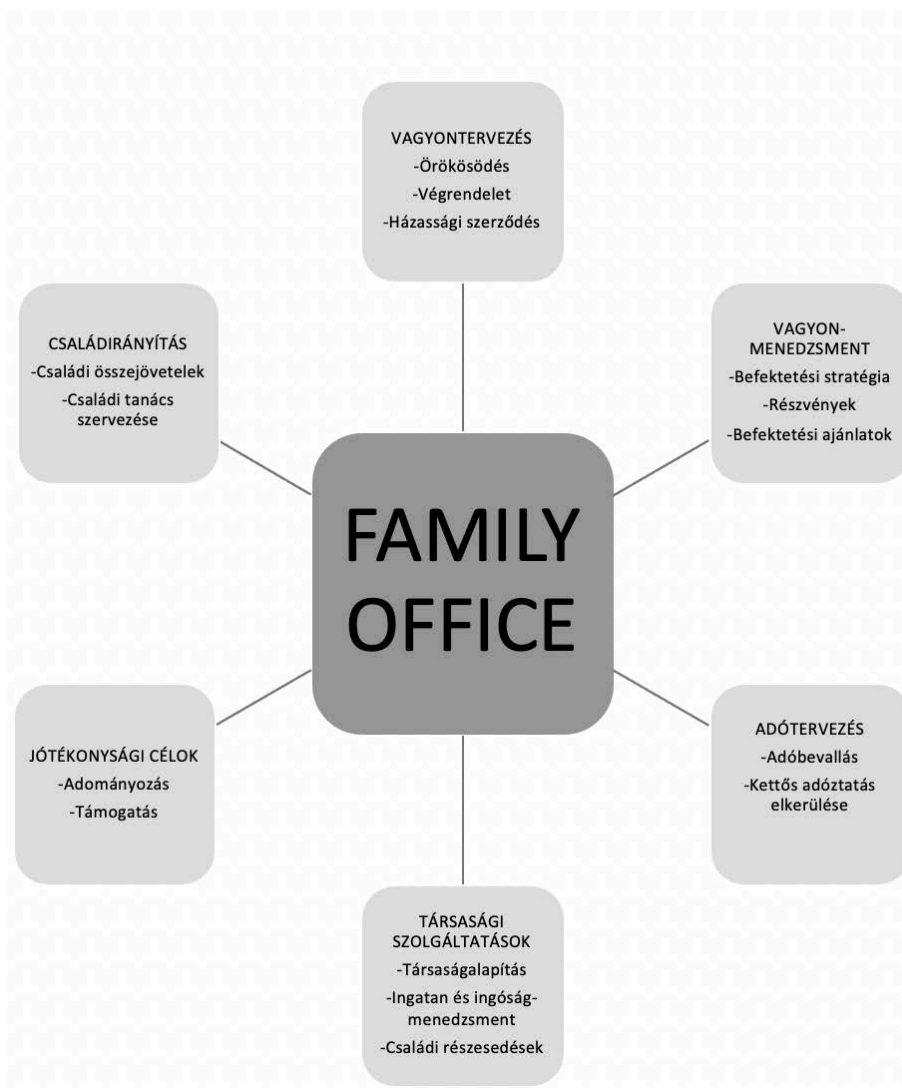 VAGYONTERVEZÉS
-Örökösödés
-Végrendelet
-Házassági szerződés
CSALÁDIRÁNYÍTÁS
-Családi összejövetelek
-Családi tanács
szervezése
VAGYON-
MENEDZSMENT
-Befektetési stratégia
-Részvények
-Befektetési ajánlatok
FAMILY
OFFICE
JÓTÉKONYSÁGI CÉLOK
-Adományozás
-Támogatás
ADÓTERVEZÉS
-Adóbevallás
-Kettős adóztatás
elkerülése
TÁRSASÁGI
SZOLGÁLTATÁSOK
-Társaságalapítás
-Ingatan és ingóság-
menedzsment
-Családi részesedések